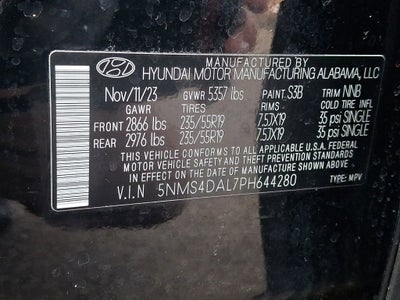 MANUFACTURED BY
HYUNDAI MOTOR MANUFACTURING ALABAMA, LLC
Nov/11/23 GVWR 5357 lbs PAINT: S3B TRIM NNB
GAWR TIRES RIMS COLD TIRE INFL
FRONT 2866 lbs 235/55R19 7.5JX19 35 psi SINGLE
REAR 2976 lbs 235/55R19 7.5JX19 35 psi SINGLE
THIS VEHICLE CONFORMS TO ALL APPLICABLE U.S.A. FEDERAL
MOTOR VEHICLE SAFETY STANDARDS IN EFFECT ON
THE DATE OF MANUFACTURE SHOWN ABOVE.
V.I.N 5NMS4DAL7PH644280 TYPE: MPV